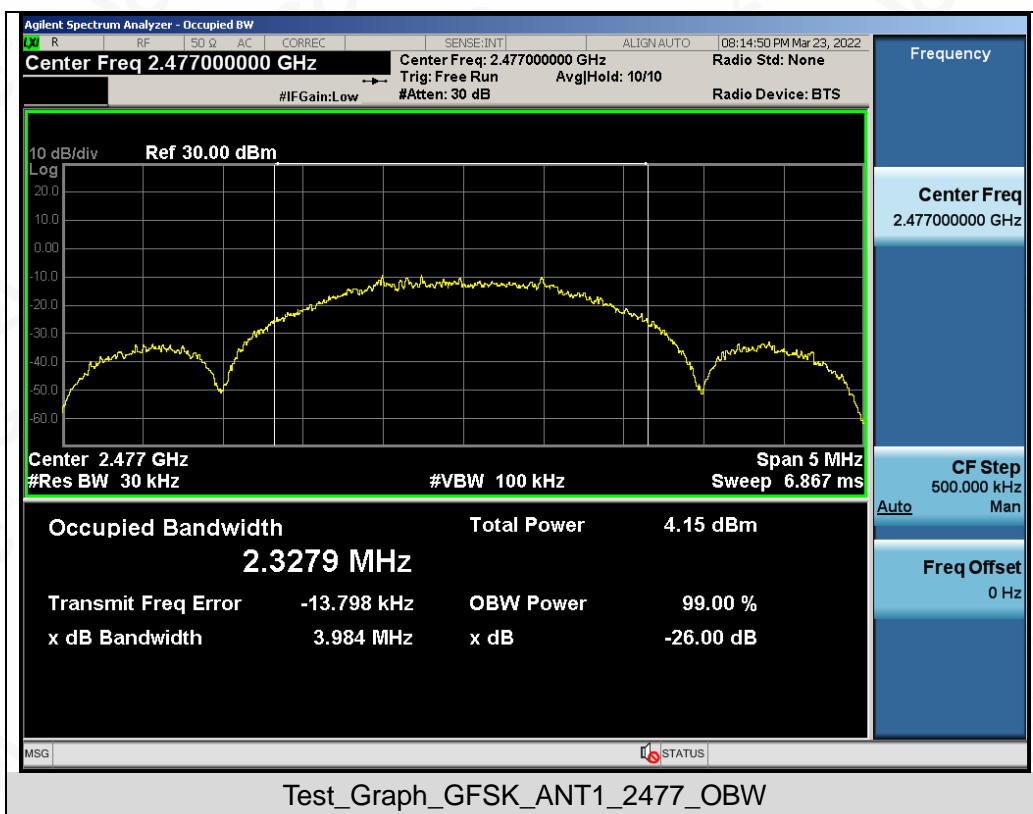 Agilent Spectrum Analyzer - Occupied BW
LXI R RF 50 Ω AC CORREC SENSE:INT ALIGN AUTO 08:14:50 PM Mar 23, 2022
Center Freq 2.477000000 GHz Center Freq: 2.477000000 GHz Radio Std: None
Trig: Free Run Avg|Hold: 10/10
#IFGain:Low #Atten: 30 dB Radio Device: BTS
Frequency
10 dB/div Ref 30.00 dBm
Log
20.0
10.0
0.00
-10.0
-20.0
-30.0
-40.0
-50.0
-60.0
Center 2.477 GHz Span 5 MHz
#Res BW 30 kHz #VBW 100 kHz Sweep 6.867 ms
Center Freq
2.477000000 GHz
CF Step
500.000 kHz
Auto Man
Freq Offset
0 Hz
Occupied Bandwidth Total Power 4.15 dBm
2.3279 MHz
Transmit Freq Error -13.798 kHz OBW Power 99.00 %
x dB Bandwidth 3.984 MHz x dB -26.00 dB
MSG STATUS
Test_Graph_GFSK_ANT1_2477_OBW